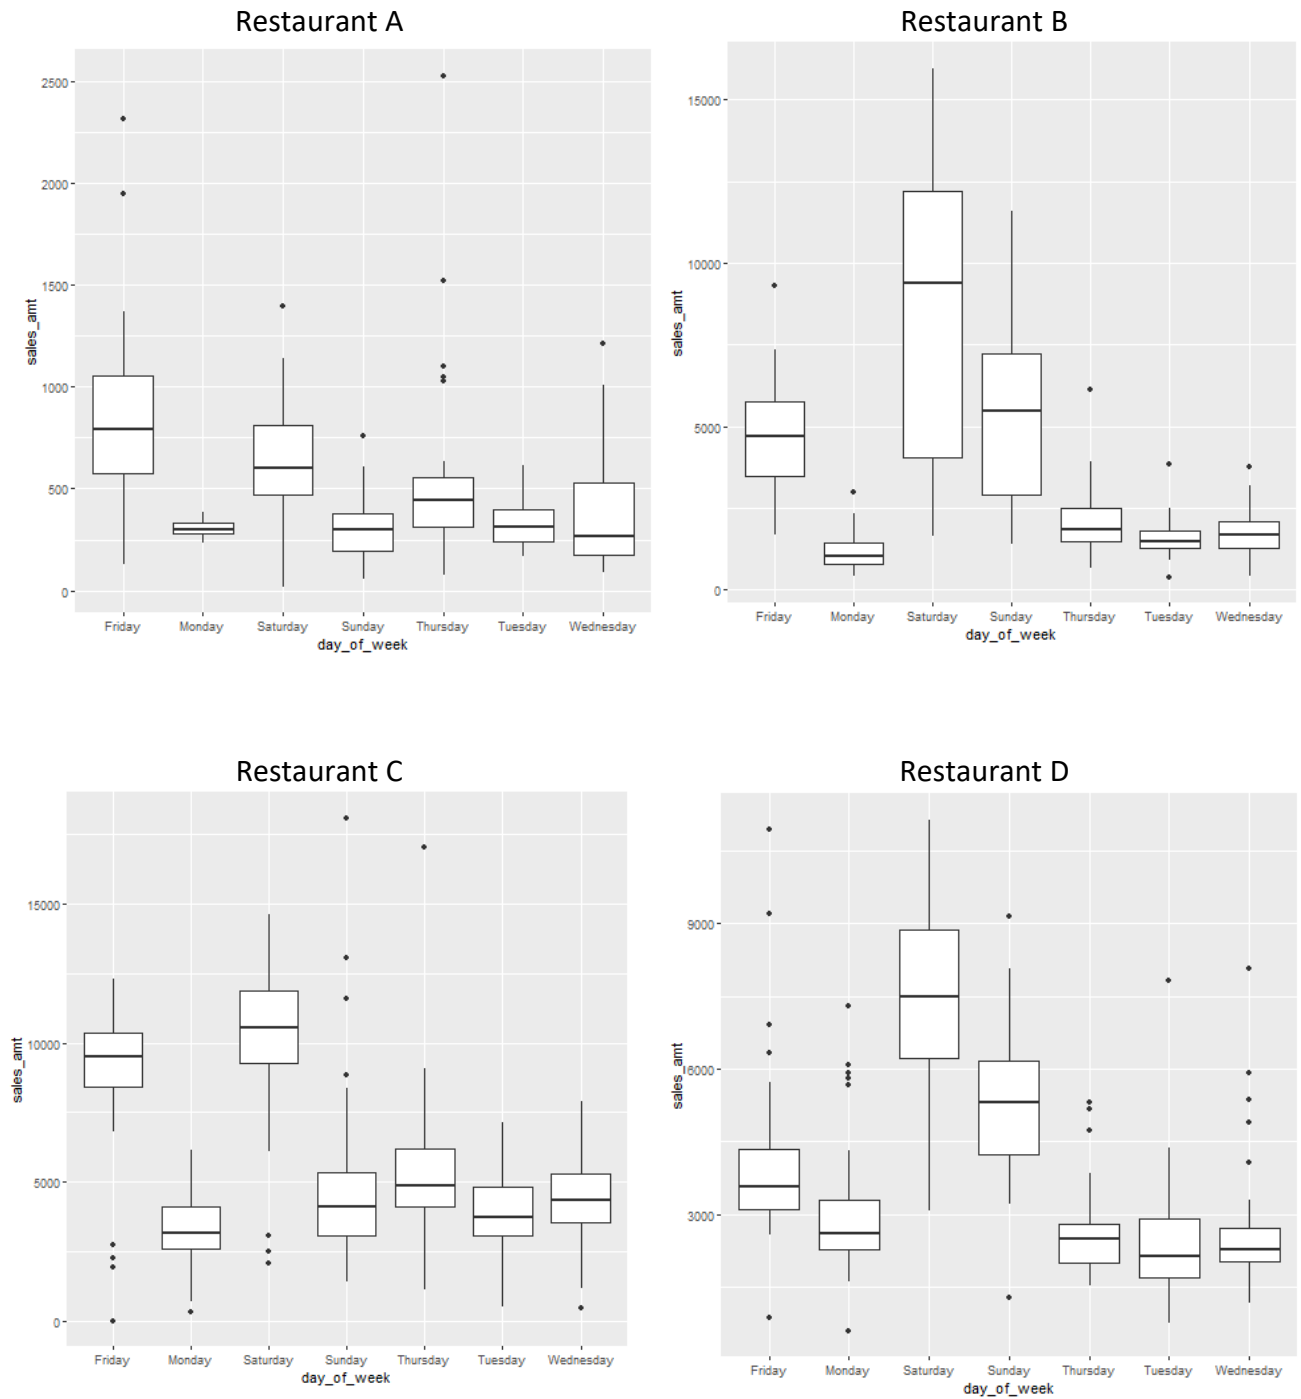 Restaurant A
2500
2000
1500
1000
500
0
sales_amt
Friday Monday Saturday Sunday Thursday Tuesday Wednesday
day_of_week
Restaurant B
15000
10000
5000
0
sales_amt
Friday Monday Saturday Sunday Thursday Tuesday Wednesday
day_of_week
Restaurant C
15000
10000
5000
0
sales_amt
Friday Monday Saturday Sunday Thursday Tuesday Wednesday
day_of_week
Restaurant D
9000
6000
3000
sales_amt
Friday Monday Saturday Sunday Thursday Tuesday Wednesday
day_of_week